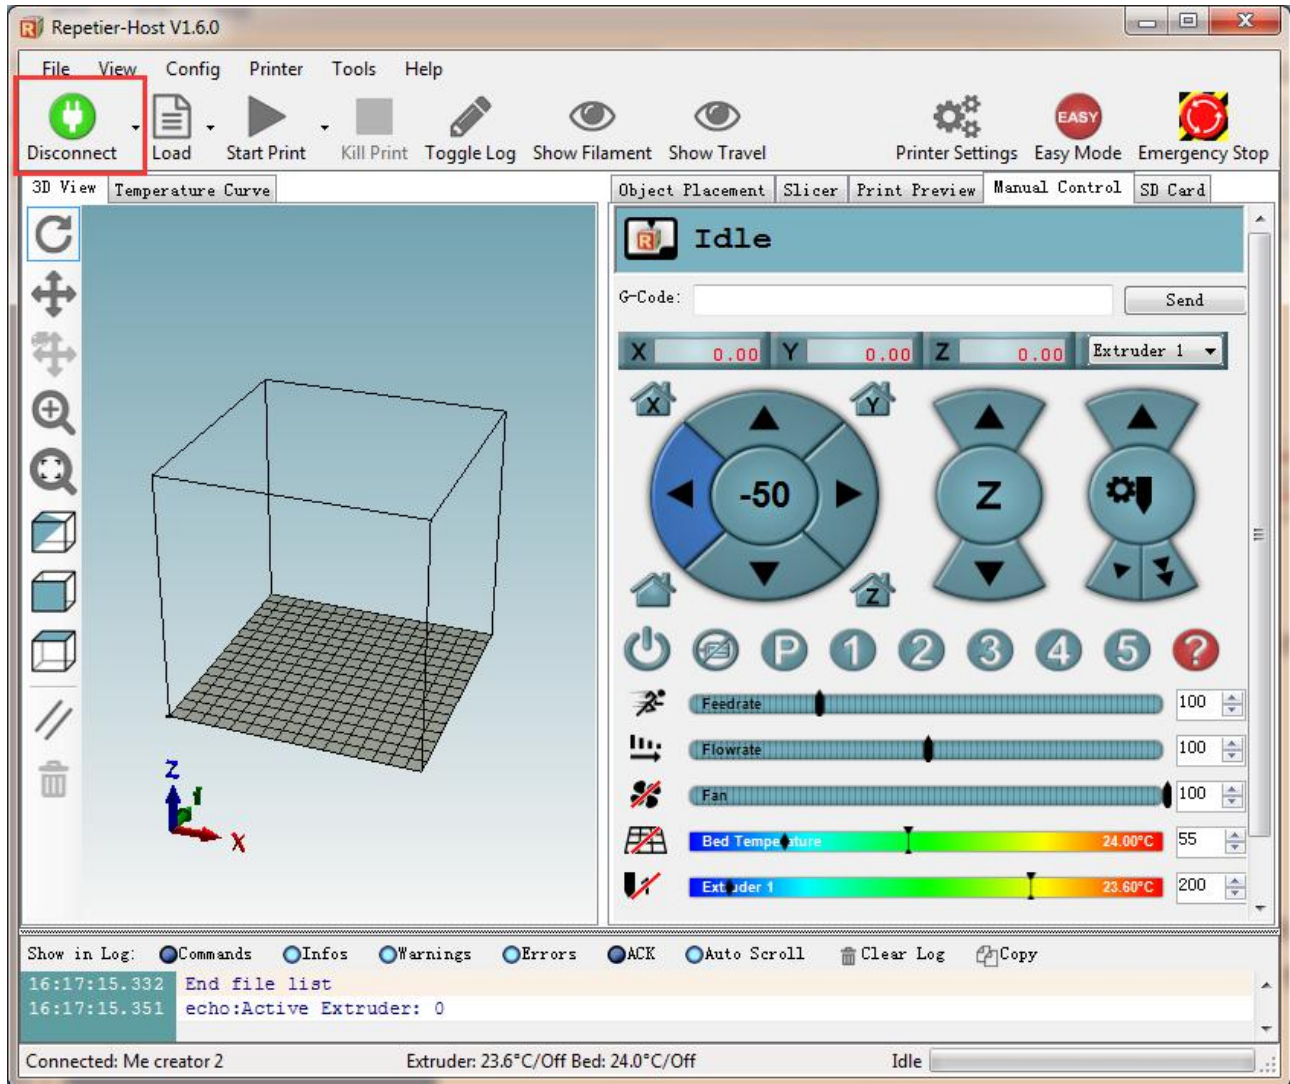 Repetier-Host V1.6.0
File View Config Printer Tools Help
Disconnect Load Start Print Kill Print Toggle Log Show Filament Show Travel Printer Settings EASY Easy Mode Emergency Stop
3D View Temperature Curve
Object Placement Slicer Print Preview Manual Control SD Card
R Idle
G-Code: Send
X 0.00 Y 0.00 Z 0.00 Extruder 1
X Y
-50 Z
Z
P 1 2 3 4 5 ?
Feedrate 100
Flowrate 100
Fan 100
Bed Temperature 24.00°C 55
1 Extruder 1 23.60°C 200
Z
Y
X
Show in Log: Commands Infos Warnings Errors ACK Auto Scroll Clear Log Copy
16:17:15.332 End file list
16:17:15.351 echo:Active Extruder: 0
Connected: Me creator 2 Extruder: 23.6°C/Off Bed: 24.0°C/Off Idle